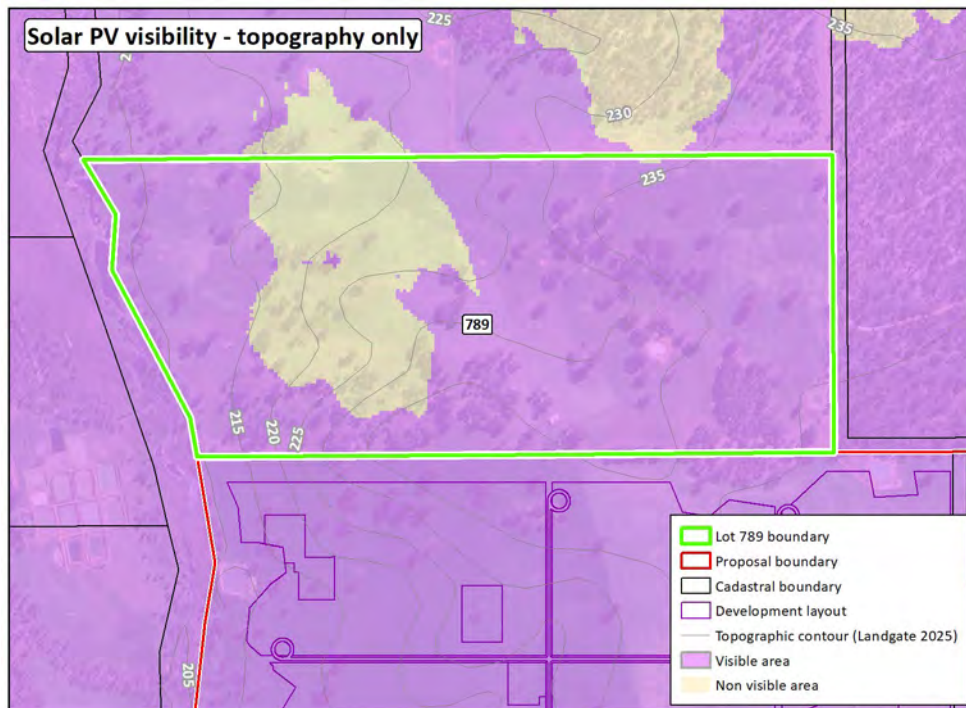 Solar PV visibility - topography only
225
235
230
235
789
215
220
225
205
Lot 789 boundary
Proposal boundary
Cadastral boundary
Development layout
Topographic contour (Landgate 2025)
Visible area
Non visible area